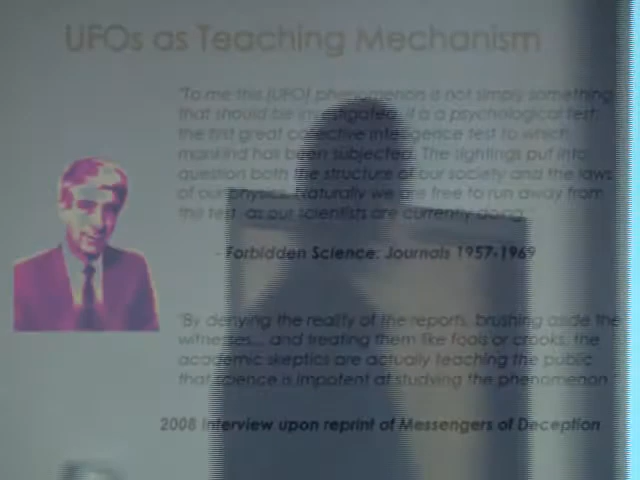 UFOs as Teaching Mechanism
"To me this (UFO) phenomenon is not simply something
that should be investigated. It is a psychological test,
the first great collective intelligence test to which
mankind has been subjected. The sightings put into
question both the structure of our society and the laws
of our physics. Naturally we are free to run away from
this test, as our scientists are currently doing."
- Forbidden Science: Journals 1957-1969
"By denying the reality of the reports, brushing aside the
witnesses... and treating them like fools or crooks, the
academic skeptics are actually teaching the public
that science is impotent at studying the phenomenon."
2008 Interview upon reprint of Messengers of Deception